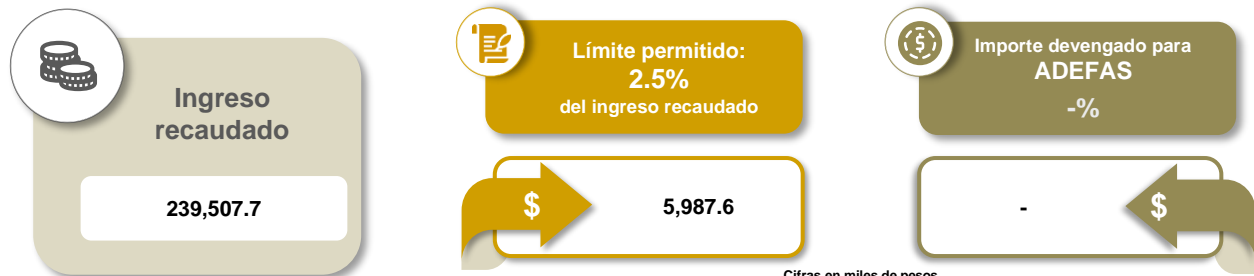 Ingreso
recaudado
239,507.7
Límite permitido:
2.5%
del ingreso recaudado
$
5,987.6
Importe devengado para
ADEFAS
-%
-
$
Cifras en miles de pesos